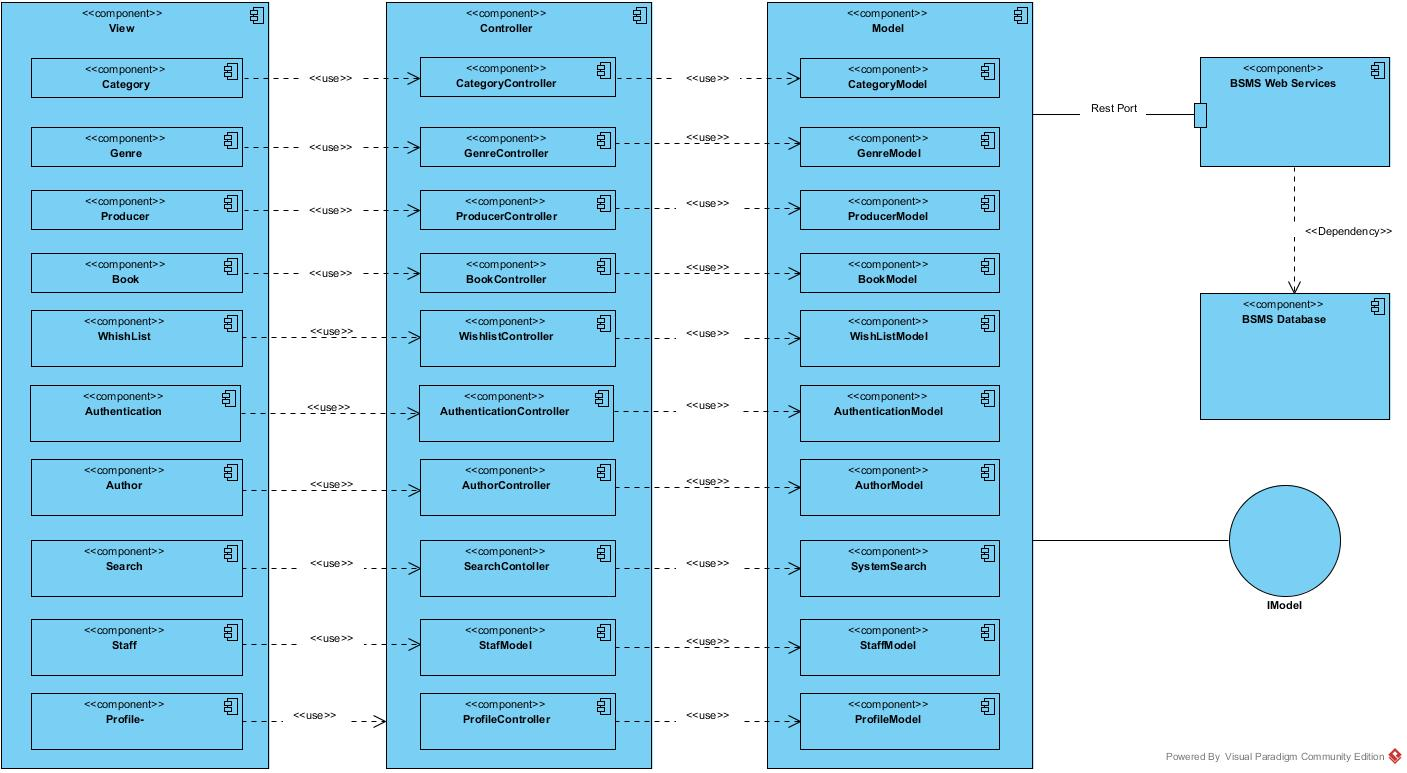 <<component>>
View
<<component>>
Controller
<<component>>
Model
<<component>>
Category
<<use>>
<<component>>
CategoryController
<<use>>
<<component>>
CategoryModel
<<component>>
BSMS Web Services
Rest Port
<<component>>
Genre
<<use>>
<<component>>
GenreController
<<use>>
<<component>>
GenreModel
<<component>>
Producer
<<use>>
<<component>>
ProducerController
<<use>>
<<component>>
ProducerModel
<<Dependency>>
<<component>>
Book
<<use>>
<<component>>
BookController
<<use>>
<<component>>
BookModel
<<component>>
BSMS Database
<<component>>
WhishList
<<use>>
<<component>>
WishlistController
<<use>>
<<component>>
WishListModel
<<component>>
Authentication
<<use>>
<<component>>
AuthenticationController
<<use>>
<<component>>
AuthenticationModel
<<component>>
Author
<<use>>
<<component>>
AuthorController
<<use>>
<<component>>
AuthorModel
<<component>>
Search
<<use>>
<<component>>
SearchContoller
<<use>>
<<component>>
SystemSearch
IModel
<<component>>
Staff
<<use>>
<<component>>
StafModel
<<use>>
<<component>>
StaffModel
<<component>>
Profile-
<<use>>
<<component>>
ProfileController
<<use>>
<<component>>
ProfileModel
Powered By Visual Paradigm Community Edition